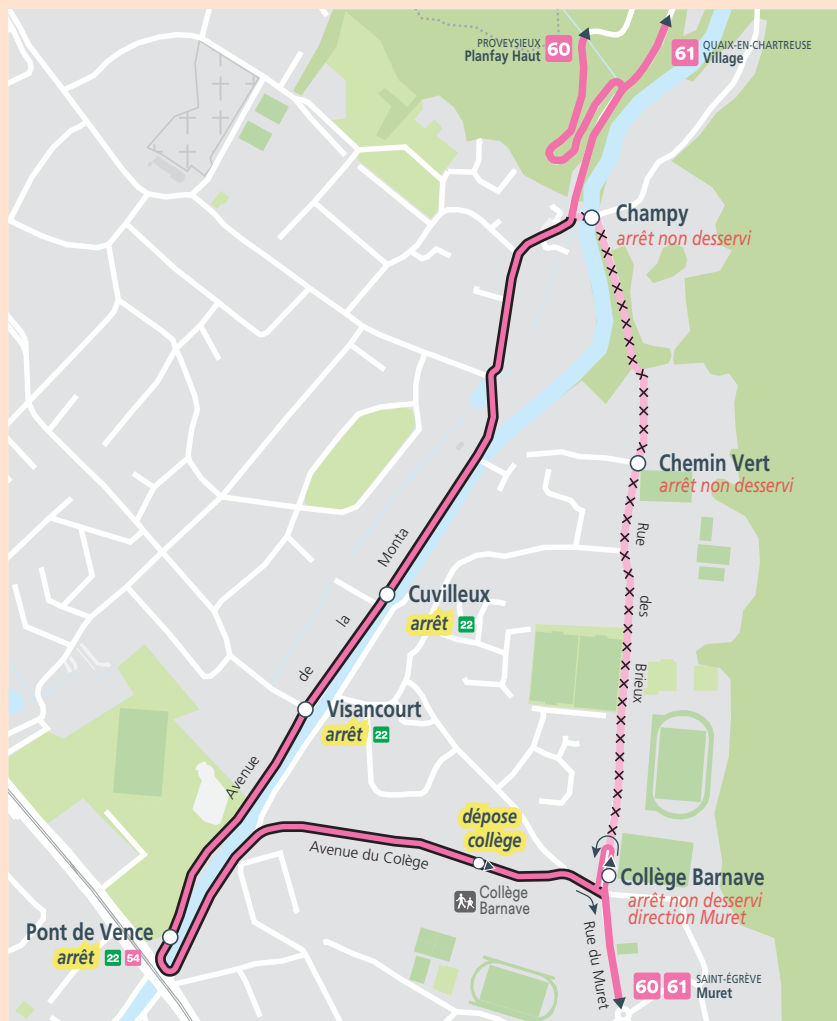 PROVEYSIEUX
Planfay Haut
60
61
QUAIX-EN-CHARTREUSE
Village
Champy
arrêt non desservi
Chemin Vert
arrêt non desservi
Rue des Brieux
Cuvilleux
arrêt 22
Visancourt
arrêt 22
Avenue de la Monta
dépose
collège
Avenue du Colège
Collège
Barnave
Collège Barnave
arrêt non desservi
direction Muret
Pont de Vence
arrêt 22 54
Rue du Muret
60 61
SAINT-ÉGRÈVE
Muret